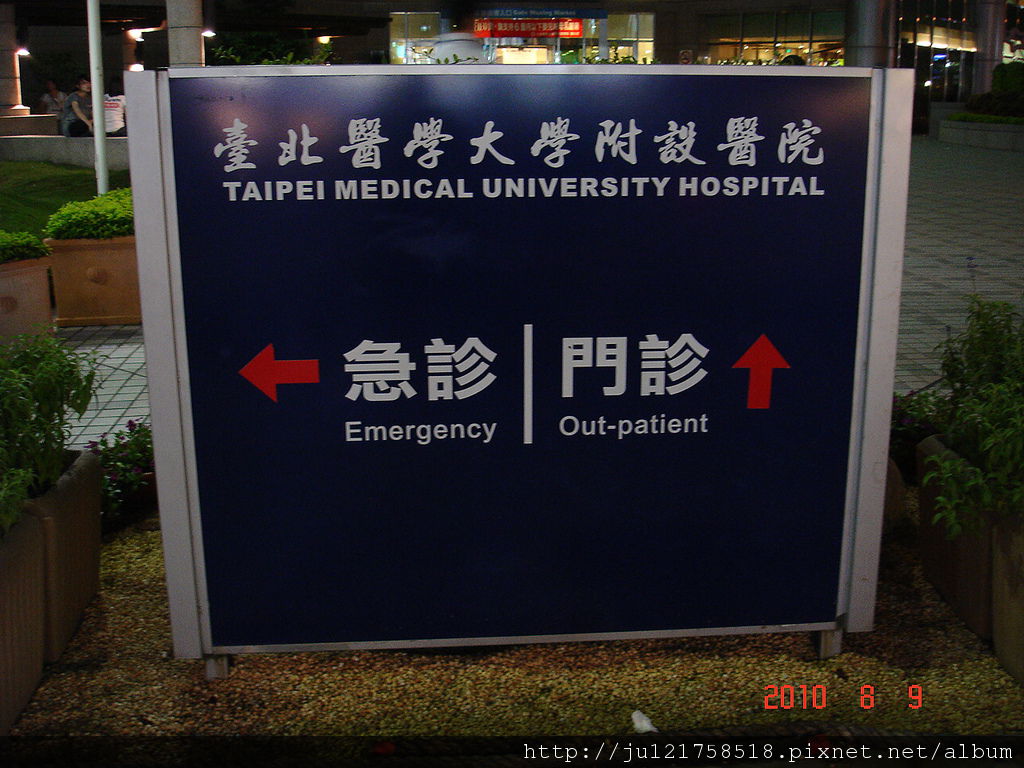 臺北醫學大學附設醫院
TAIPEI MEDICAL UNIVERSITY HOSPITAL
急診 門診
Emergency Out-patient
2010 8 9
http://ju121758518.pixnet.net/album